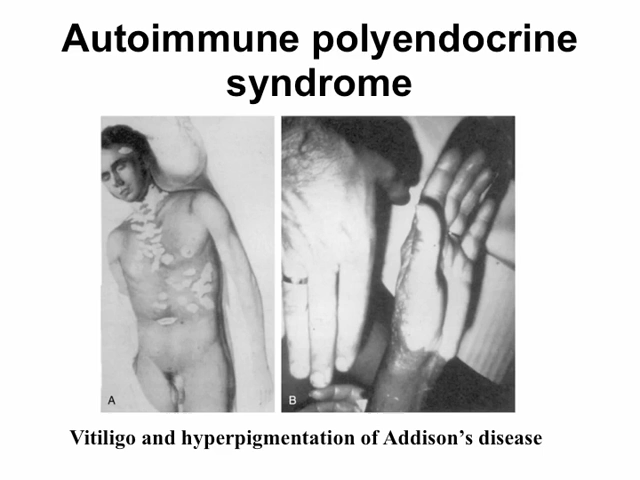 Autoimmune polyendocrine
syndrome
A
B
Vitiligo and hyperpigmentation of Addison's disease